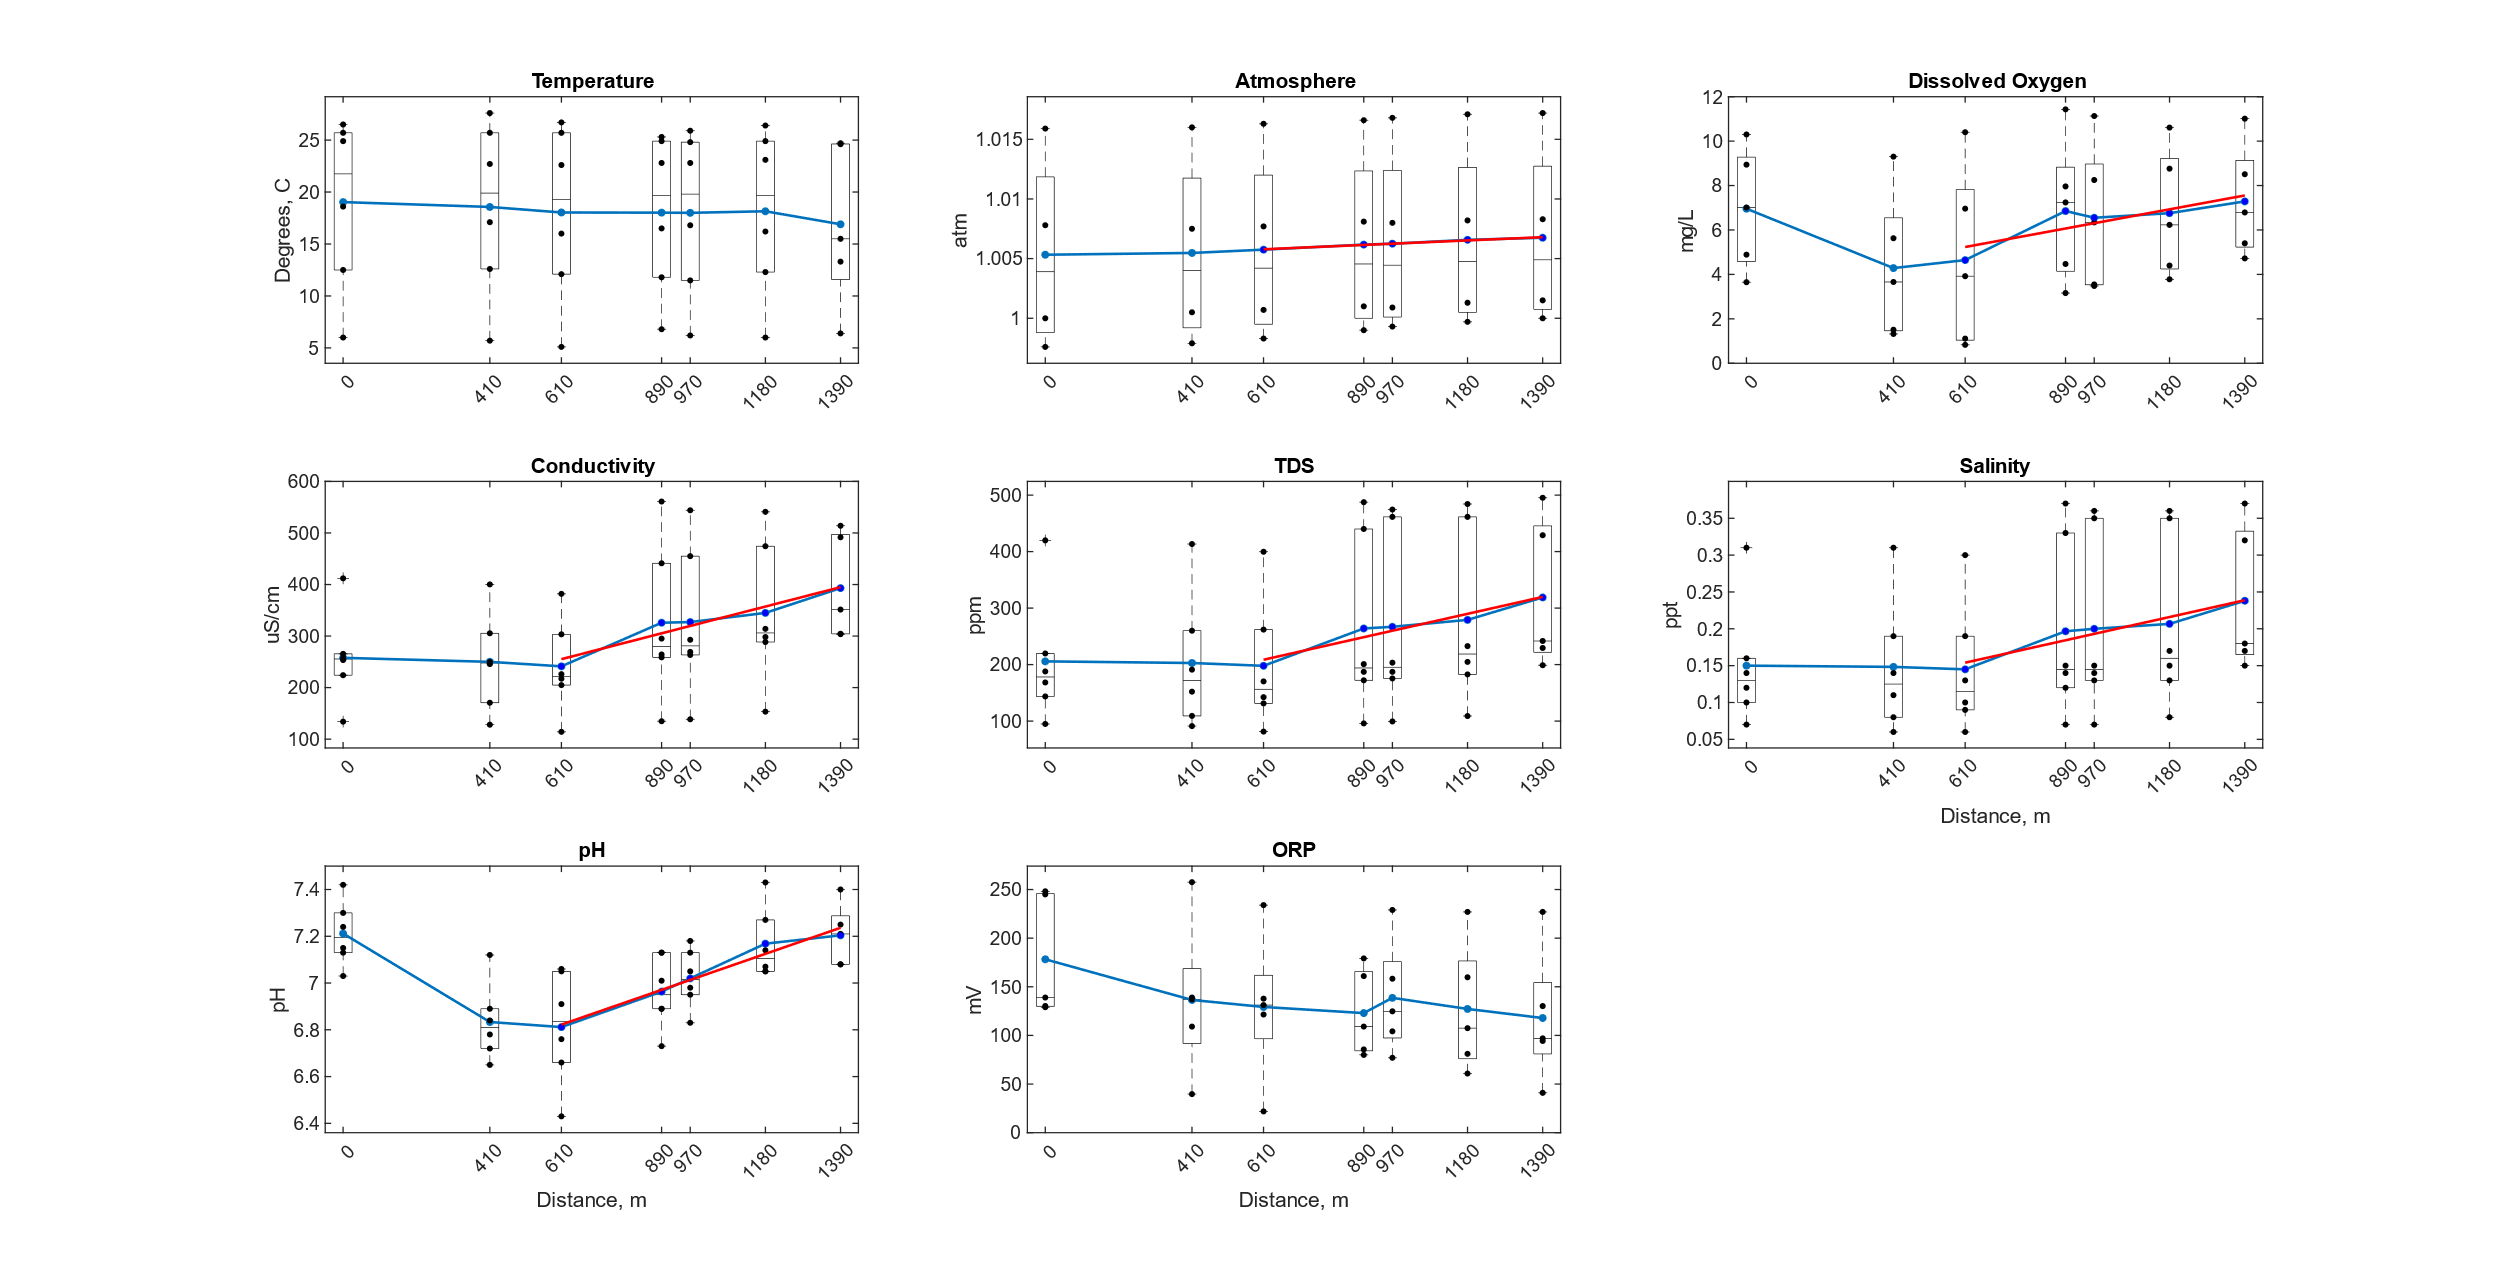 Temperature
Degrees, C
25
20
15
10
5
0 410 610 890 970 1180 1390
Atmosphere
atm
1.015
1.01
1.005
1
0 410 610 890 970 1180 1390
Dissolved Oxygen
mg/L
12
10
8
6
4
2
0
0 410 610 890 970 1180 1390
Conductivity
uS/cm
600
500
400
300
200
100
0 410 610 890 970 1180 1390
TDS
ppm
500
400
300
200
100
0 410 610 890 970 1180 1390
Salinity
ppt
0.35
0.3
0.25
0.2
0.15
0.1
0.05
0 410 610 890 970 1180 1390
Distance, m
pH
pH
7.4
7.2
7
6.8
6.6
6.4
0 410 610 890 970 1180 1390
Distance, m
ORP
mV
250
200
150
100
50
0
0 410 610 890 970 1180 1390
Distance, m